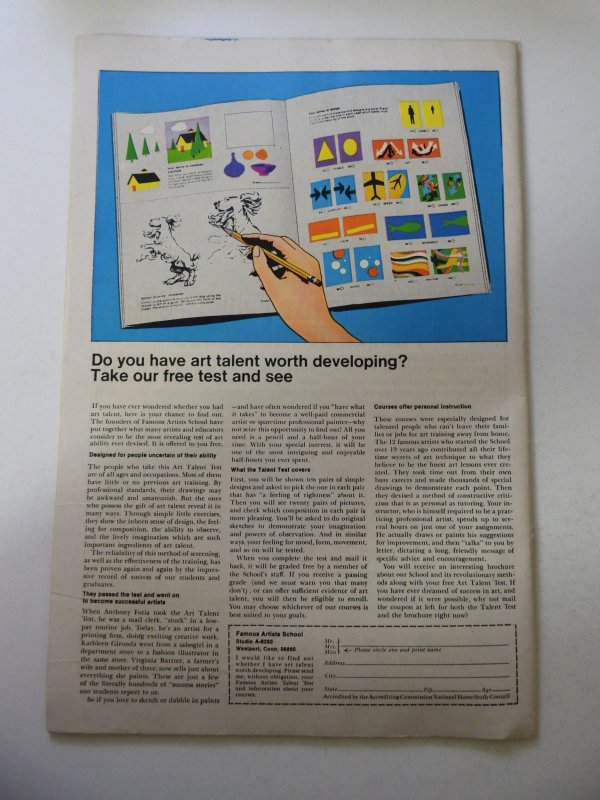 Do you have art talent worth developing?
Take our free test and see
If you have ever wondered whether you had
art talent, here is your chance to find out.
The founders of Famous Artists School have
put together what many artists and educators
consider to be the most revealing test of art
ability ever devised. It is offered to you free.
Designed for people uncertain of their ability
The people who take this Art Talent Test
are of all ages and occupations. Most of them
have little or no previous art training. By
professional standards, their drawings may
be awkward and amateurish. But the ones
who possess the gift of art talent reveal it in
many ways. Through simple little exercises,
they show the inborn sense of design, the feel-
ing for composition, the ability to observe,
and the lively imagination which are such
important ingredients of art talent.
The reliability of this method of screening,
as well as the effectiveness of the training, has
been proven again and again by the impres-
sive record of success of our students and
graduates.
They passed the test and went on
to become successful artists
When Anthony Fotia took the Art Talent
Test, he was a mail clerk, "stuck" in a low-
pay routine job. Today, he's an artist for a
printing firm, doing exciting creative work.
Kathleen Gironda went from a salesgirl in a
department store to a fashion illustrator in
the same store. Virginia Bartter, a farmer's
wife and mother of three, now sells just about
everything she paints. These are just a few
of the literally hundreds of "success stories"
our students report to us.
So if you love to sketch or dabble in paints
—and have often wondered if you "have what
it takes" to become a well-paid commercial
artist or sparetime professional painter—why
not seize this opportunity to find out? All you
need is a pencil and a half-hour of your
time. With your special interest, it will be
one of the most intriguing and enjoyable
half-hours you ever spent.
What the Talent Test covers
First, you will be shown ten pairs of simple
designs and asked to pick the one in each pair
that has "a feeling of rightness" about it.
Then you will see twenty pairs of pictures,
and check which composition in each pair is
more pleasing. You'll be asked to do original
sketches to demonstrate your imagination
and powers of observation. And in similar
ways, your feeling for mood, form, movement,
and so on will be tested.
When you complete the test and mail it
back, it will be graded free by a member of
the School's staff. If you receive a passing
grade (and we must warn you that many
don't), or can offer sufficient evidence of art
talent, you will then be eligible to enroll.
You may choose whichever of our courses is
best suited to your goals.
Courses offer personal instruction
These courses were especially designed for
talented people who can't leave their fami-
lies or jobs for art training away from home.
The 12 famous artists who started the School
over 19 years ago contributed all their life-
time secrets of art technique to what they
believe to be the finest art lessons ever cre-
ated. They took time out from their own
busy careers and made thousands of special
drawings to demonstrate each point. Then
they devised a method of constructive criti-
cism that is as personal as tutoring. Your in-
structor, who is himself required to be a prac-
ticing professional artist, spends up to sev-
eral hours on just one of your assignments.
He actually draws or paints his suggestions
for improvement, and then "talks" to you by
letter, dictating a long, friendly message of
specific advice and encouragement.
You will receive an interesting brochure
about our School and its revolutionary meth-
ods along with your free Art Talent Test. If
you have ever dreamed of success in art, and
wondered if it were possible, why not mail
the coupon at left for both the Talent Test
and the brochure right now?
Famous Artists School
Studio A-6260
Westport, Conn. 06880
I would like to find out
whether I have art talent
worth developing. Please send
me, without obligation, your
Famous Artists Talent Test
and information about your
courses.
Mr.
Mrs.
Miss
Please circle one and print name
Address
City
State Zip Age
Accredited by the Accrediting Commission National Home Study Council